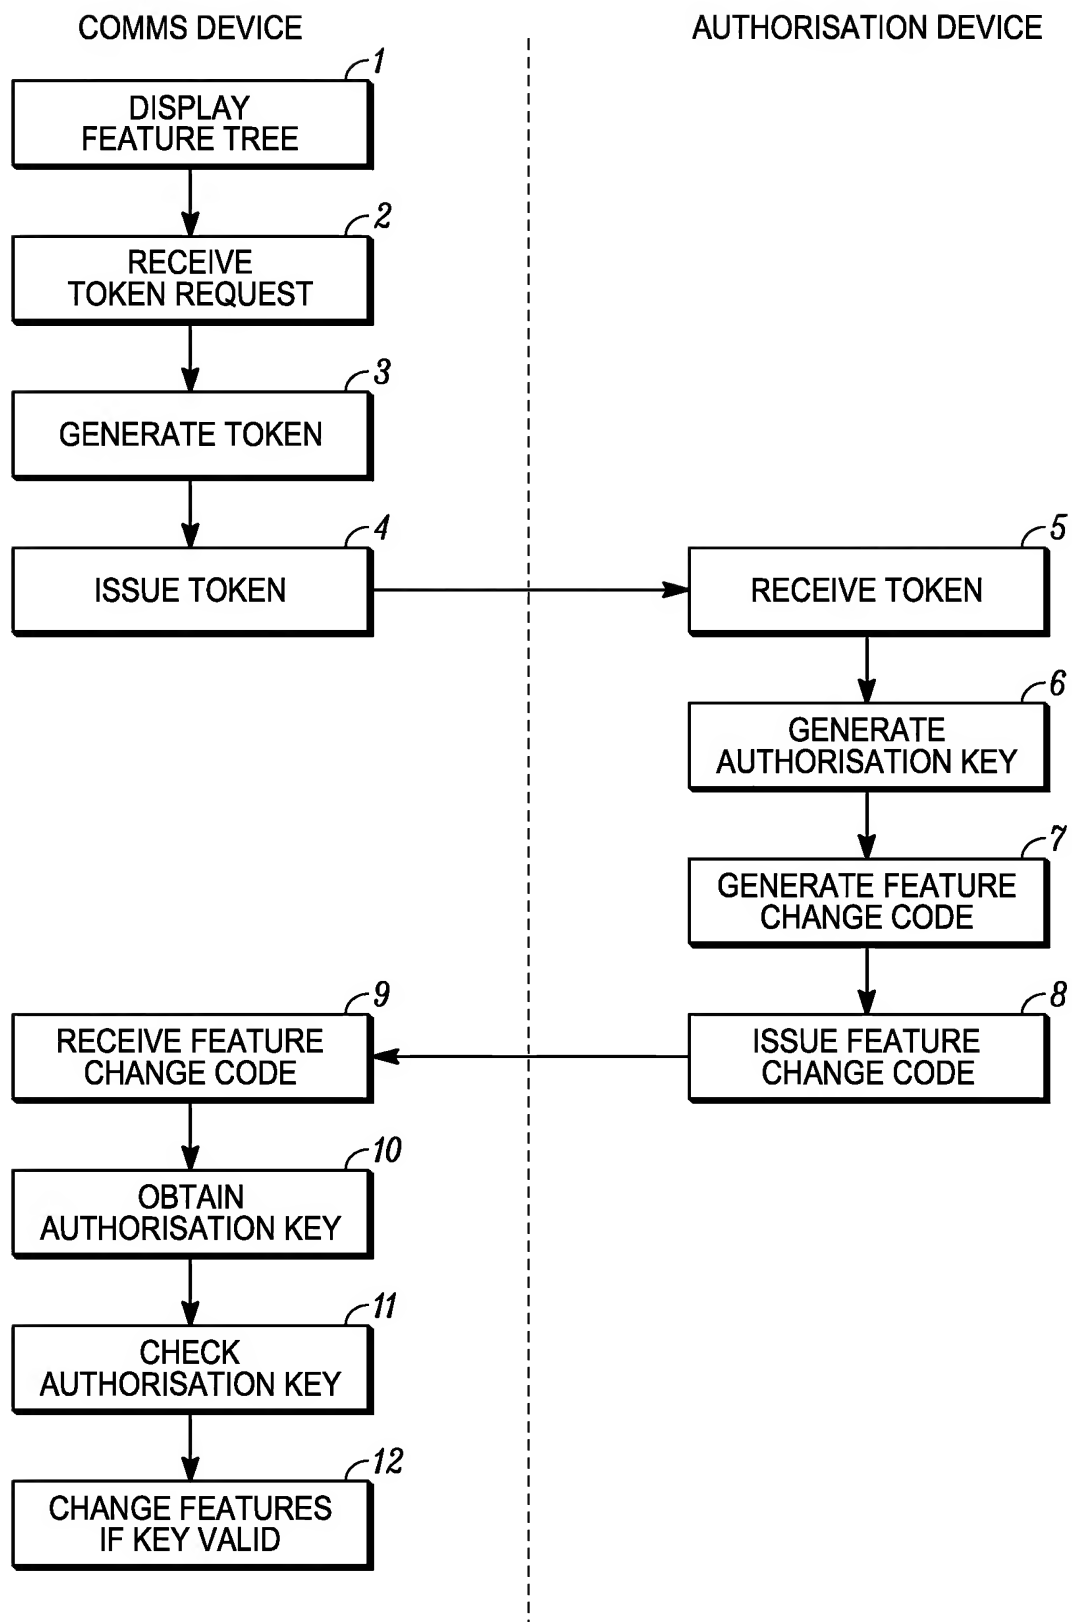 COMMS DEVICE
AUTHORISATION DEVICE
1
DISPLAY
FEATURE TREE
2
RECEIVE
TOKEN REQUEST
3
GENERATE TOKEN
4
ISSUE TOKEN
5
RECEIVE TOKEN
6
GENERATE
AUTHORISATION KEY
7
GENERATE FEATURE
CHANGE CODE
8
ISSUE FEATURE
CHANGE CODE
9
RECEIVE FEATURE
CHANGE CODE
10
OBTAIN
AUTHORISATION KEY
11
CHECK
AUTHORISATION KEY
12
CHANGE FEATURES
IF KEY VALID